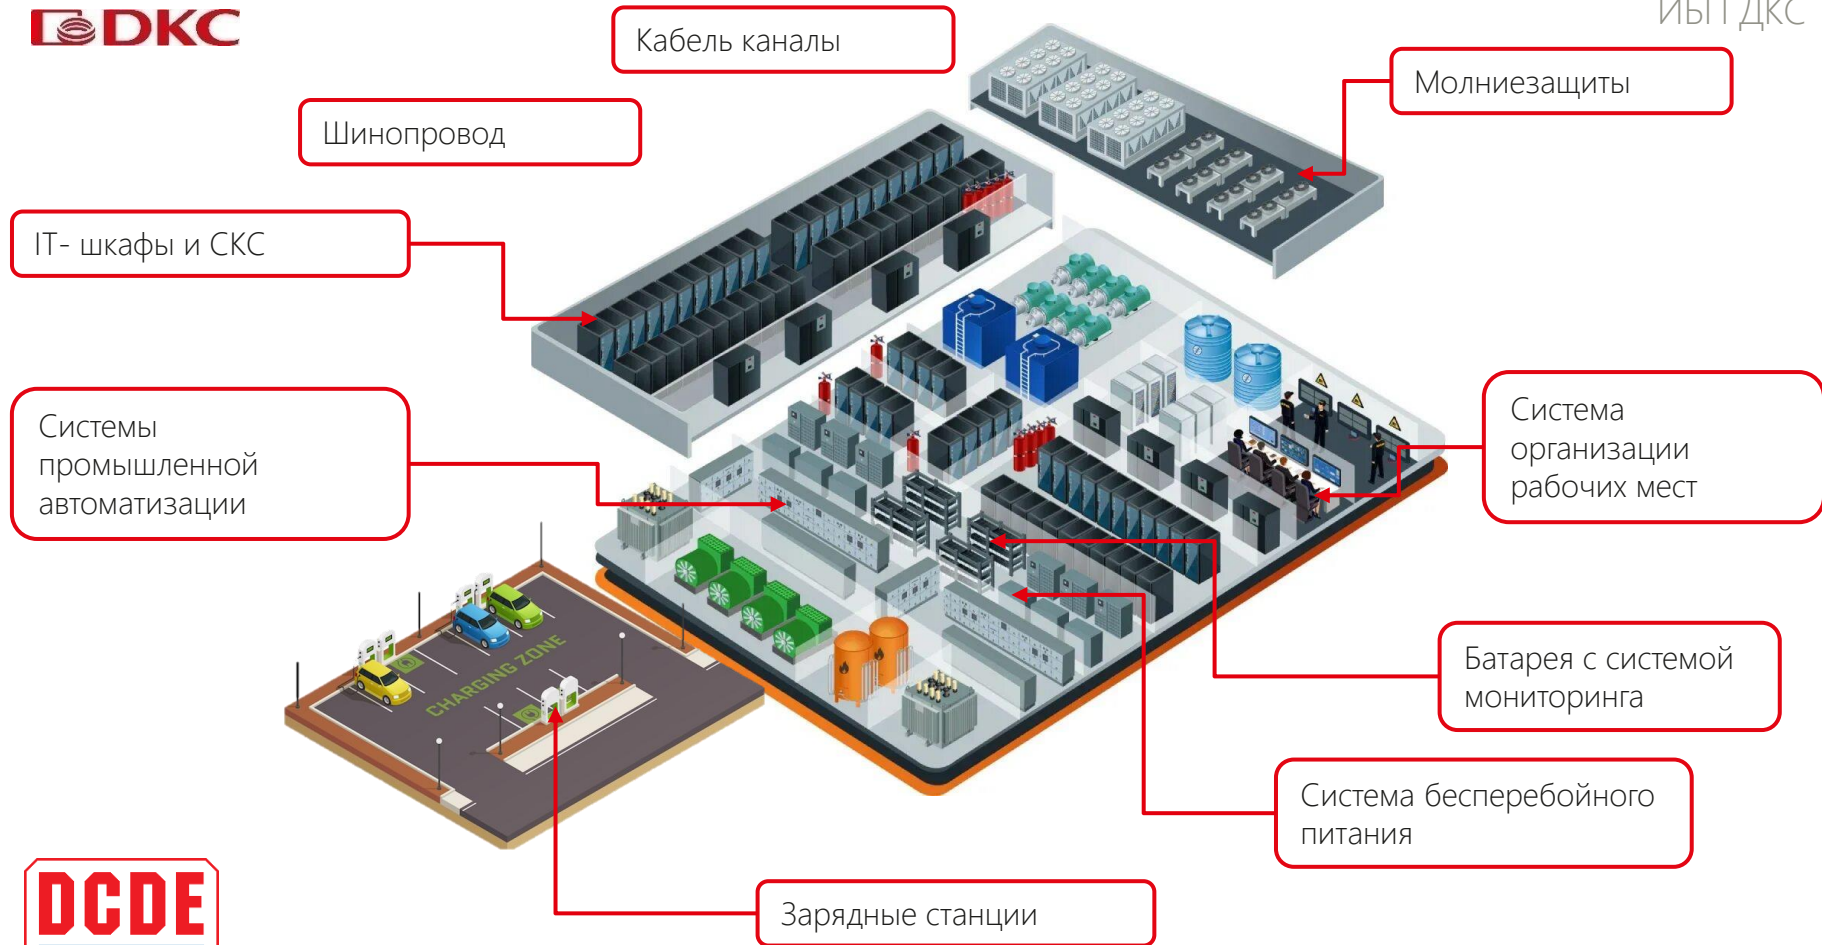 DKC
ИБП ДКС
Кабель каналы
Молниезащиты
Шинопровод
IT- шкафы и СКС
Системы
промышленной
автоматизации
Система
организации
рабочих мест
CHARGING ZONE
Батарея с системой
мониторинга
Система бесперебойного
питания
Зарядные станции
DCDE